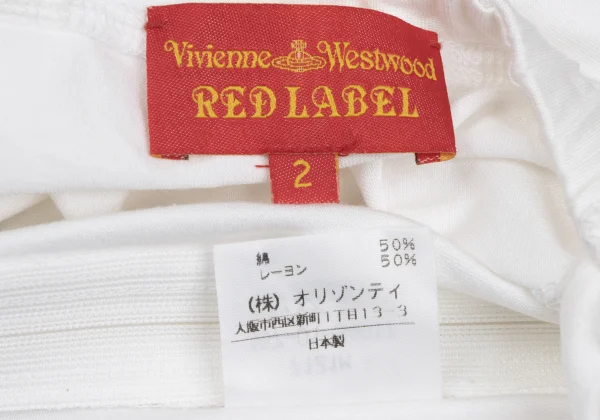 Vivienne Westwood
RED LABEL
2
綿 50%
レーヨン 50%
(株) オリゾンティ
大阪市西区新町1丁目13-3
日本製